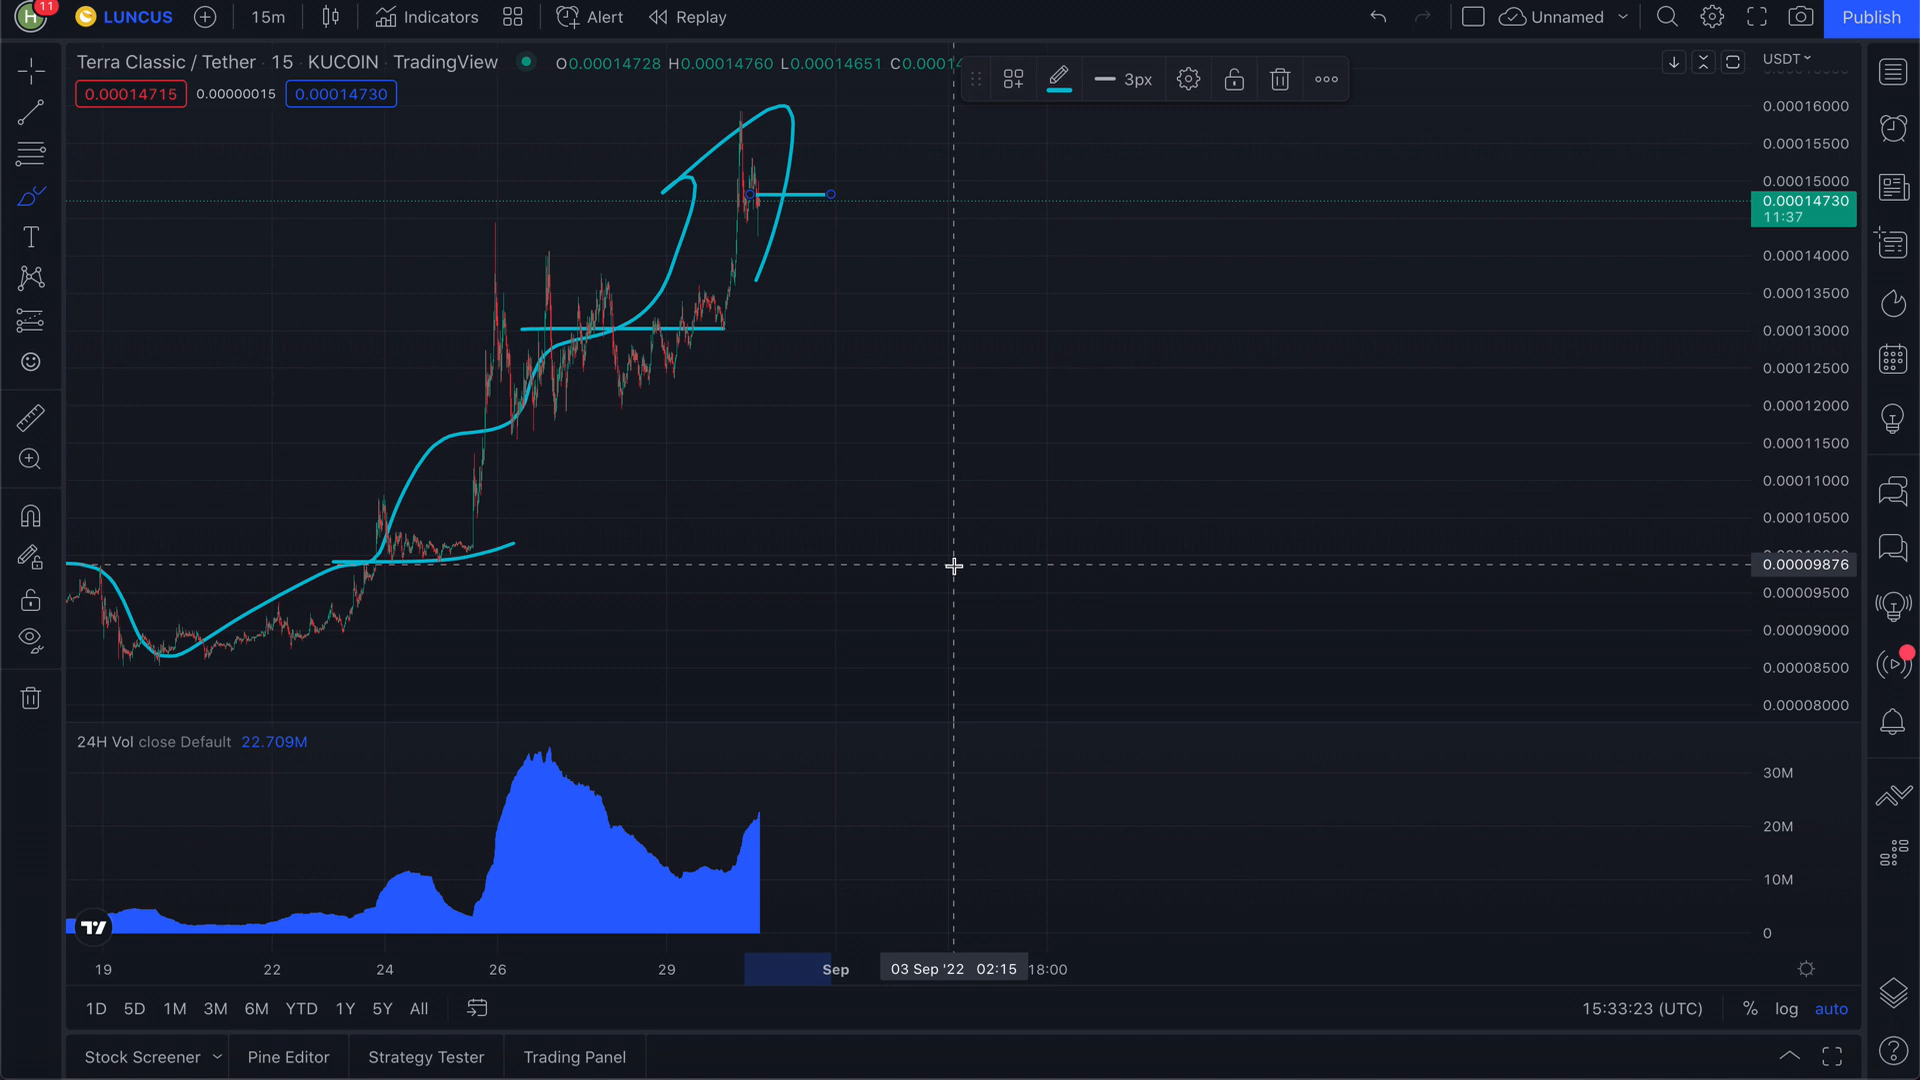 H 11 LUNCUS 15m Indicators Alert Replay Unnamed Publish
Terra Classic / Tether · 15 · KUCOIN · TradingView O0.00014728 H0.00014760 L0.00014651 C0.00014
3px
USDT
0.00014715 0.00000015 0.00014730
0.00016000
0.00015500
0.00015000
0.00014730
11:37
0.00014000
0.00013500
0.00013000
0.00012500
0.00012000
0.00011500
0.00011000
0.00010500
0.00009876
0.00009500
0.00009000
0.00008500
0.00008000
24H Vol close Default 22.709M
30M
20M
10M
0
19 22 24 26 29 Sep 03 Sep '22 02:15 18:00
1D 5D 1M 3M 6M YTD 1Y 5Y All 15:33:23 (UTC) % log auto
Stock Screener Pine Editor Strategy Tester Trading Panel